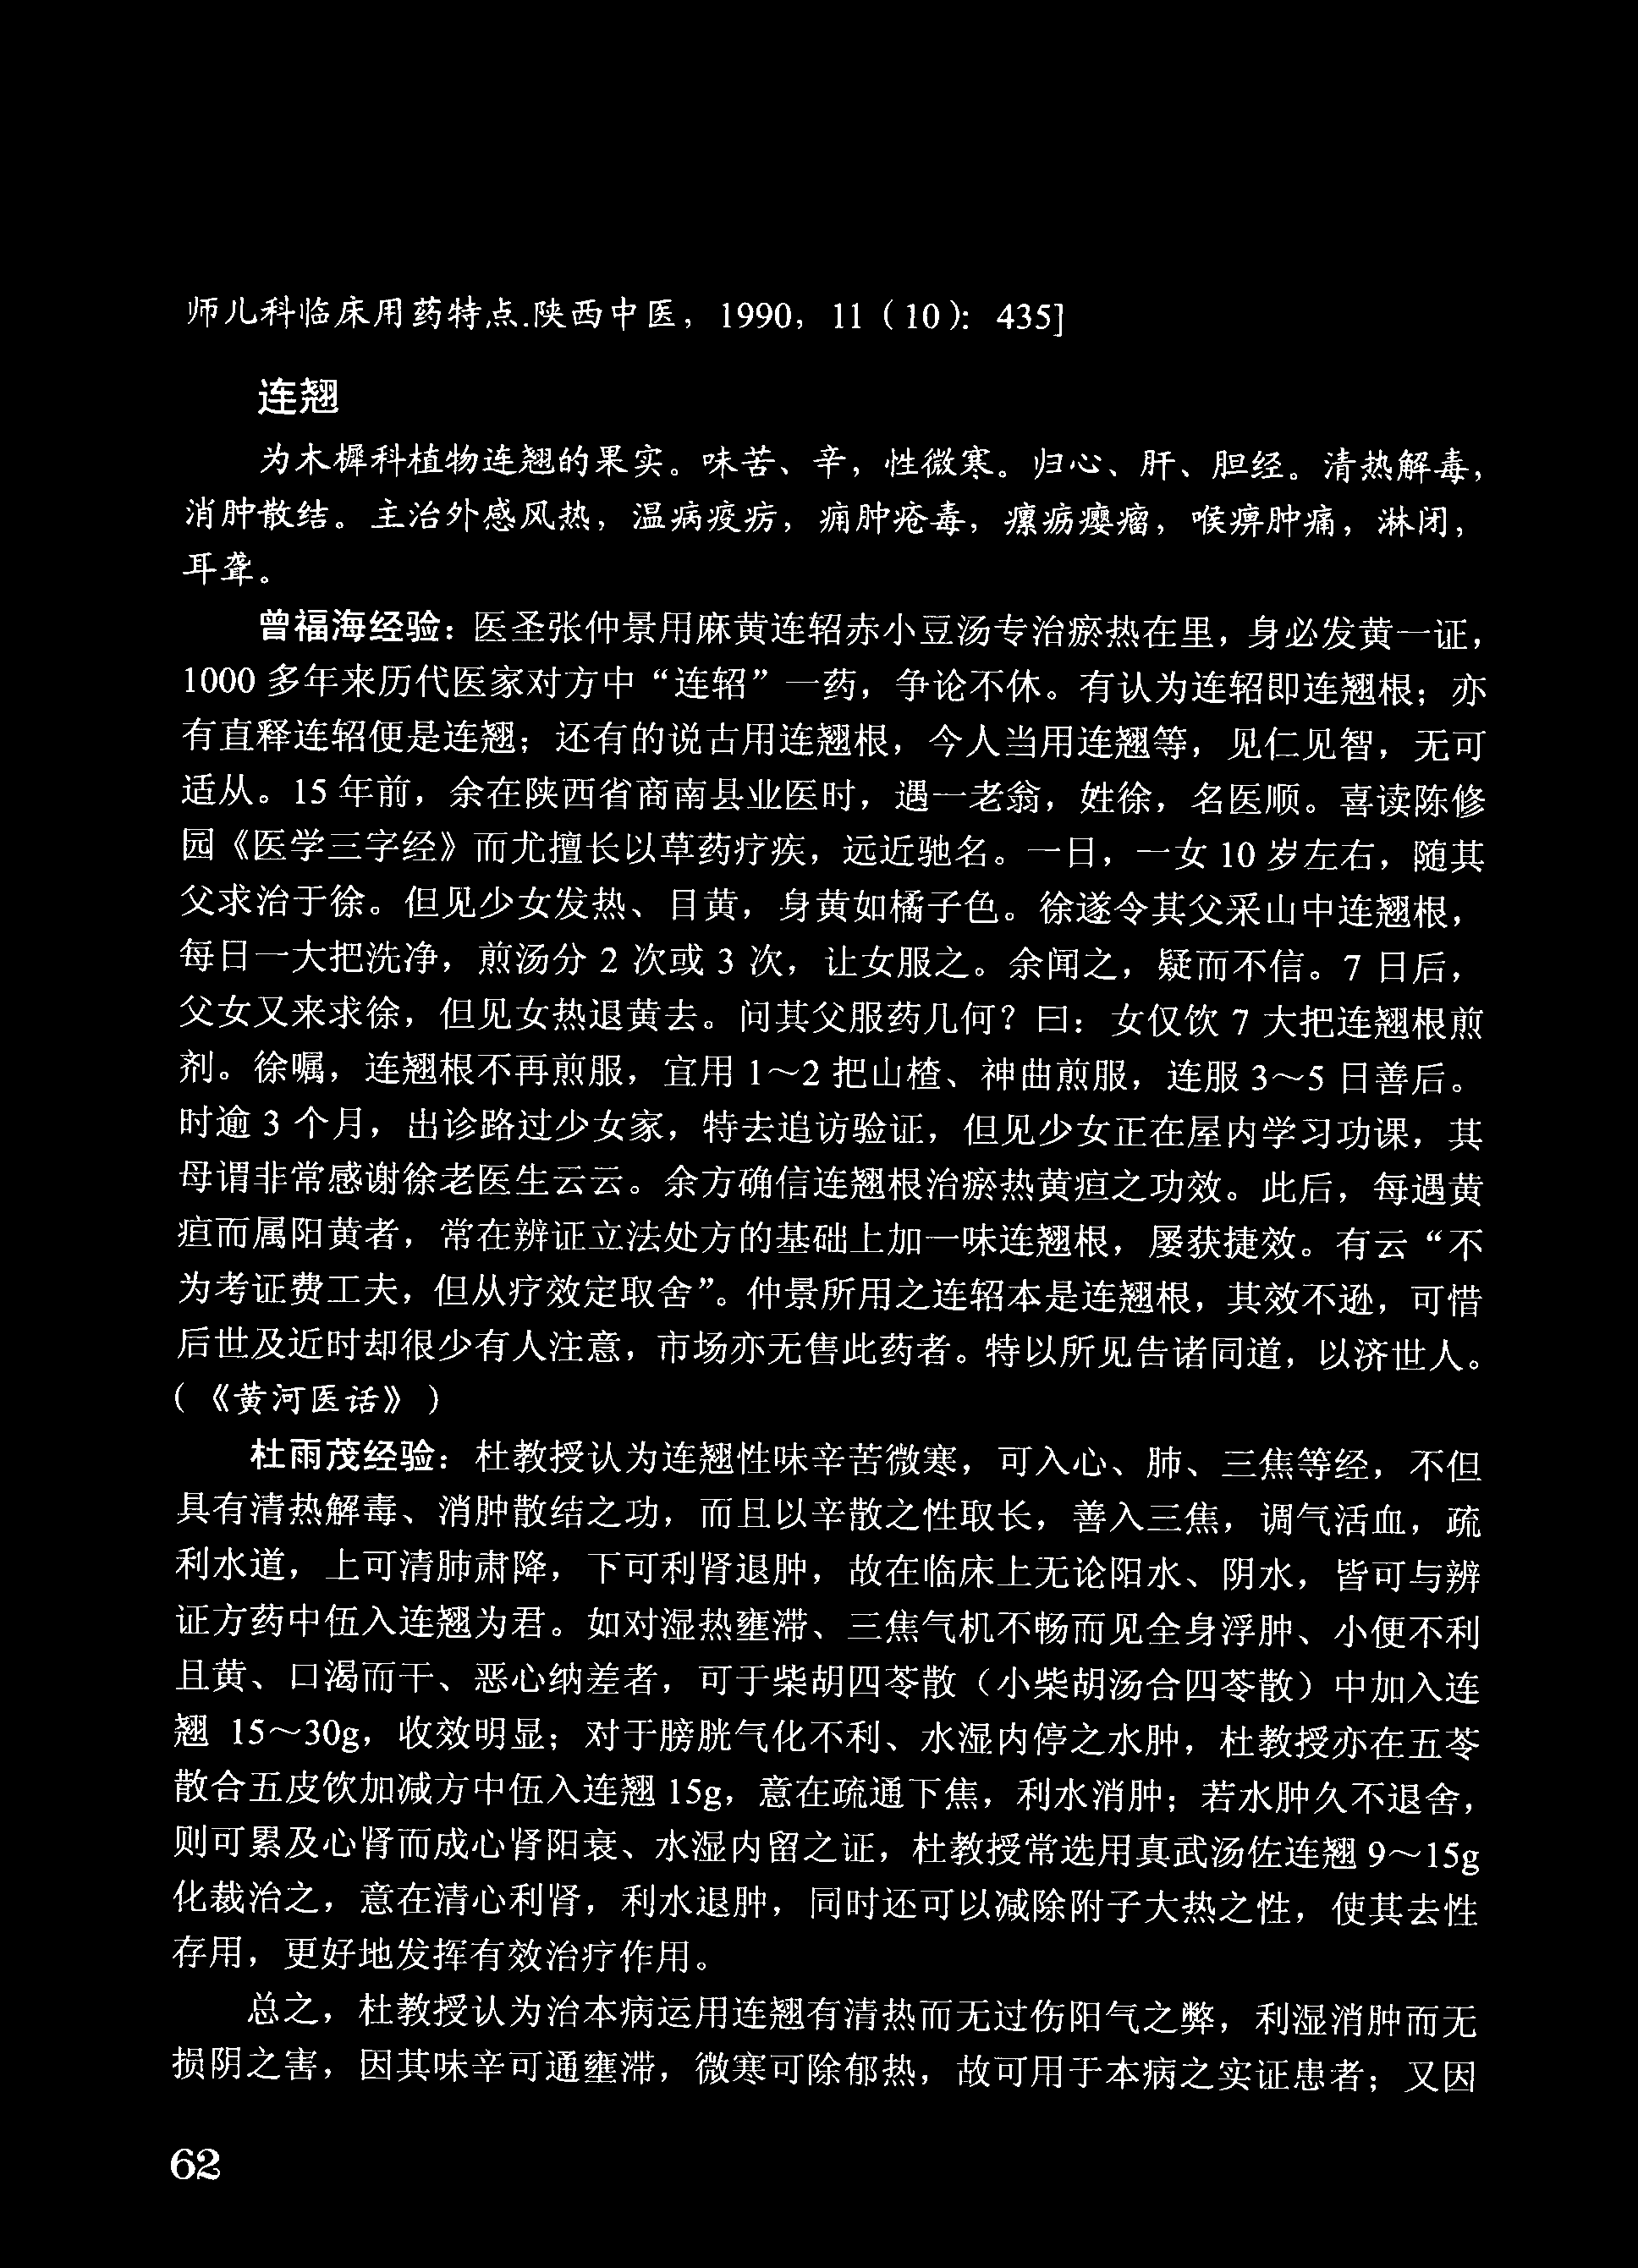 师儿科临床用药特点.陕西中医，1990，11（10）：435]
连翘
为木樨科植物连翘的果实。味苦、辛，性微寒。归心、肝、胆经。清热解毒，
消肿散结。主治外感风热，温病疫疠，痈肿疮毒，瘰疬瘿瘤，喉痹肿痛，淋闭，
耳聋。
曾福海经验：医圣张仲景用麻黄连轺赤小豆汤专治瘀热在里，身必发黄一证，
1000 多年来历代医家对方中“连轺”一药，争论不休。有认为连轺即连翘根；亦
有直释连轺便是连翘；还有的说古用连翘根，今人当用连翘等，见仁见智，无可
适从。15 年前，余在陕西省商南县业医时，遇一老翁，姓徐，名医顺。喜读陈修
园《医学三字经》而尤擅长以草药疗疾，远近驰名。一日，一女 10 岁左右，随其
父求治于徐。但见少女发热、目黄，身黄如橘子色。徐遂令其父采山中连翘根，
每日一大把洗净，煎汤分 2 次或 3 次，让女服之。余闻之，疑而不信。7 日后，
父女又来求徐，但见女热退黄去。问其父服药几何？曰：女仅饮 7 大把连翘根煎
剂。徐嘱，连翘根不再煎服，宜用 1～2 把山楂、神曲煎服，连服 3～5 日善后。
时逾 3 个月，出诊路过少女家，特去追访验证，但见少女正在屋内学习功课，其
母谓非常感谢徐老医生云云。余方确信连翘根治瘀热黄疸之功效。此后，每遇黄
疸而属阳黄者，常在辨证立法处方的基础上加一味连翘根，屡获捷效。有云“不
为考证费工夫，但从疗效定取舍”。仲景所用之连轺本是连翘根，其效不逊，可惜
后世及近时却很少有人注意，市场亦无售此药者。特以所见告诸同道，以济世人。
（《黄河医话》）
杜雨茂经验：杜教授认为连翘性味辛苦微寒，可入心、肺、三焦等经，不但
具有清热解毒、消肿散结之功，而且以辛散之性取长，善入三焦，调气活血，疏
利水道，上可清肺肃降，下可利肾退肿，故在临床上无论阳水、阴水，皆可与辨
证方药中伍入连翘为君。如对湿热壅滞、三焦气机不畅而见全身浮肿、小便不利
且黄、口渴而干、恶心纳差者，可于柴胡四苓散（小柴胡汤合四苓散）中加入连
翘 15～30g，收效明显；对于膀胱气化不利、水湿内停之水肿，杜教授亦在五苓
散合五皮饮加减方中伍入连翘 15g，意在疏通下焦，利水消肿；若水肿久不退舍，
则可累及心肾而成心肾阳衰、水湿内留之证，杜教授常选用真武汤佐连翘 9～15g
化裁治之，意在清心利肾，利水退肿，同时还可以减除附子大热之性，使其去性
存用，更好地发挥有效治疗作用。
总之，杜教授认为治本病运用连翘有清热而无过伤阳气之弊，利湿消肿而无
损阴之害，因其味辛可通壅滞，微寒可除郁热，故可用于本病之实证患者；又因
62